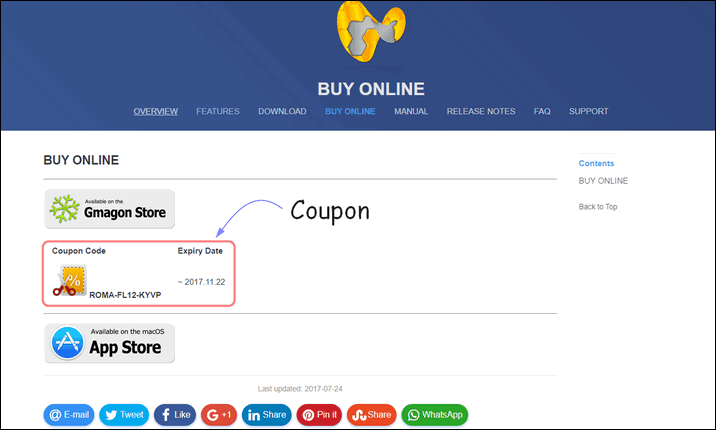 BUY ONLINE
OVERVIEW FEATURES DOWNLOAD BUY ONLINE MANUAL RELEASE NOTES FAQ SUPPORT
BUY ONLINE
Available on the
Gmagon Store
Coupon
Coupon Code Expiry Date
%
ROMA-FL12-KYVP ~ 2017.11.22
Available on the macOS
App Store
Last updated: 2017-07-24
E-mail Tweet Like +1 Share Pin it Share WhatsApp
Contents
BUY ONLINE
Back to Top